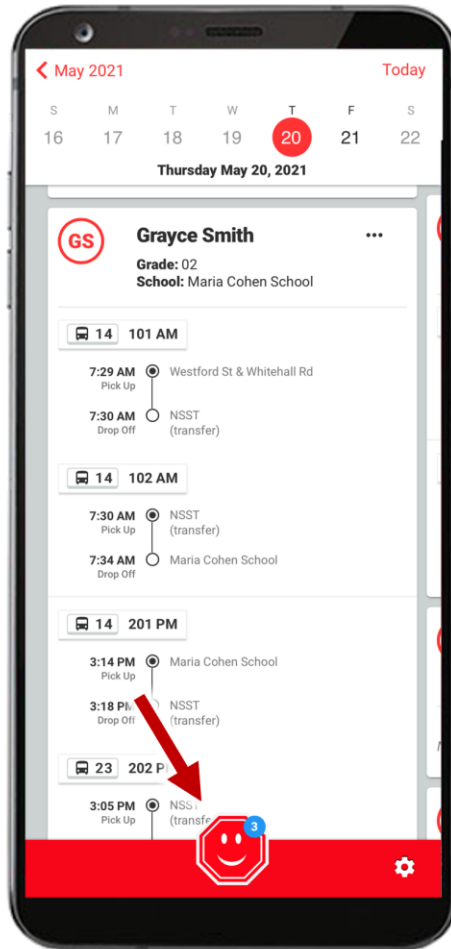 May 2021 Today
S M T W T F S
16 17 18 19 20 21 22
Thursday May 20, 2021
GS Grayce Smith
Grade: 02
School: Maria Cohen School
14 101 AM
7:29 AM Westford St & Whitehall Rd
Pick Up
7:30 AM NSST
Drop Off (transfer)
14 102 AM
7:30 AM NSST
Pick Up (transfer)
7:34 AM Maria Cohen School
Drop Off
14 201 PM
3:14 PM Maria Cohen School
Pick Up
3:18 PM NSST
Drop Off (transfer)
23 202
3:05 PM
Pick Up
3